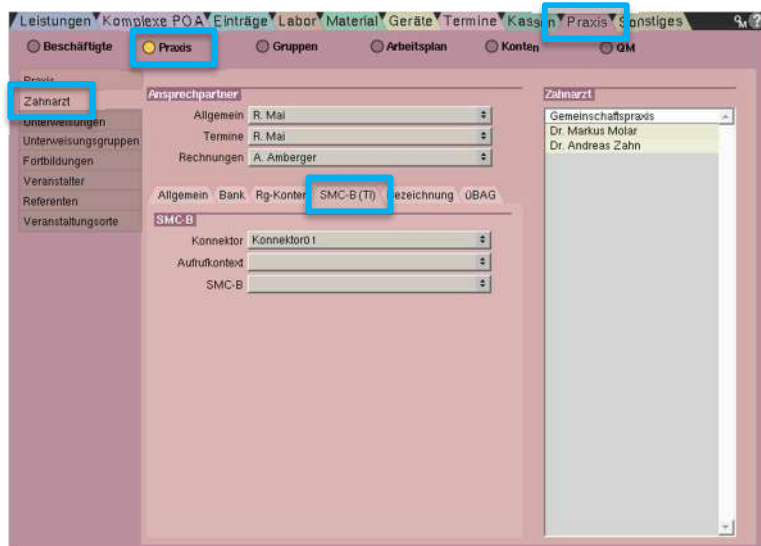 Leistungen Komplexe POA Einträge Labor Material Geräte Termine Kassen Praxis Sonstiges
Beschäftigte Praxis Gruppen Arbeitsplan Konten QM
Praxis
Zahnarzt
Unterweisungen
Unterweisungsgruppen
Fortbildungen
Veranstalter
Referenten
Veranstaltungsorte
Ansprechpartner
Allgemein R. Mai
Termine R. Mai
Rechnungen A. Amberger
Allgemein Bank Rg-Konten SMC-B (TI) Bezeichnung ÜBAG
SMC-B
Konnektor Konnektor01
Aufrufkontext
SMC-B
Zahnarzt
Gemeinschaftspraxis
Dr. Markus Molar
Dr. Andreas Zahn